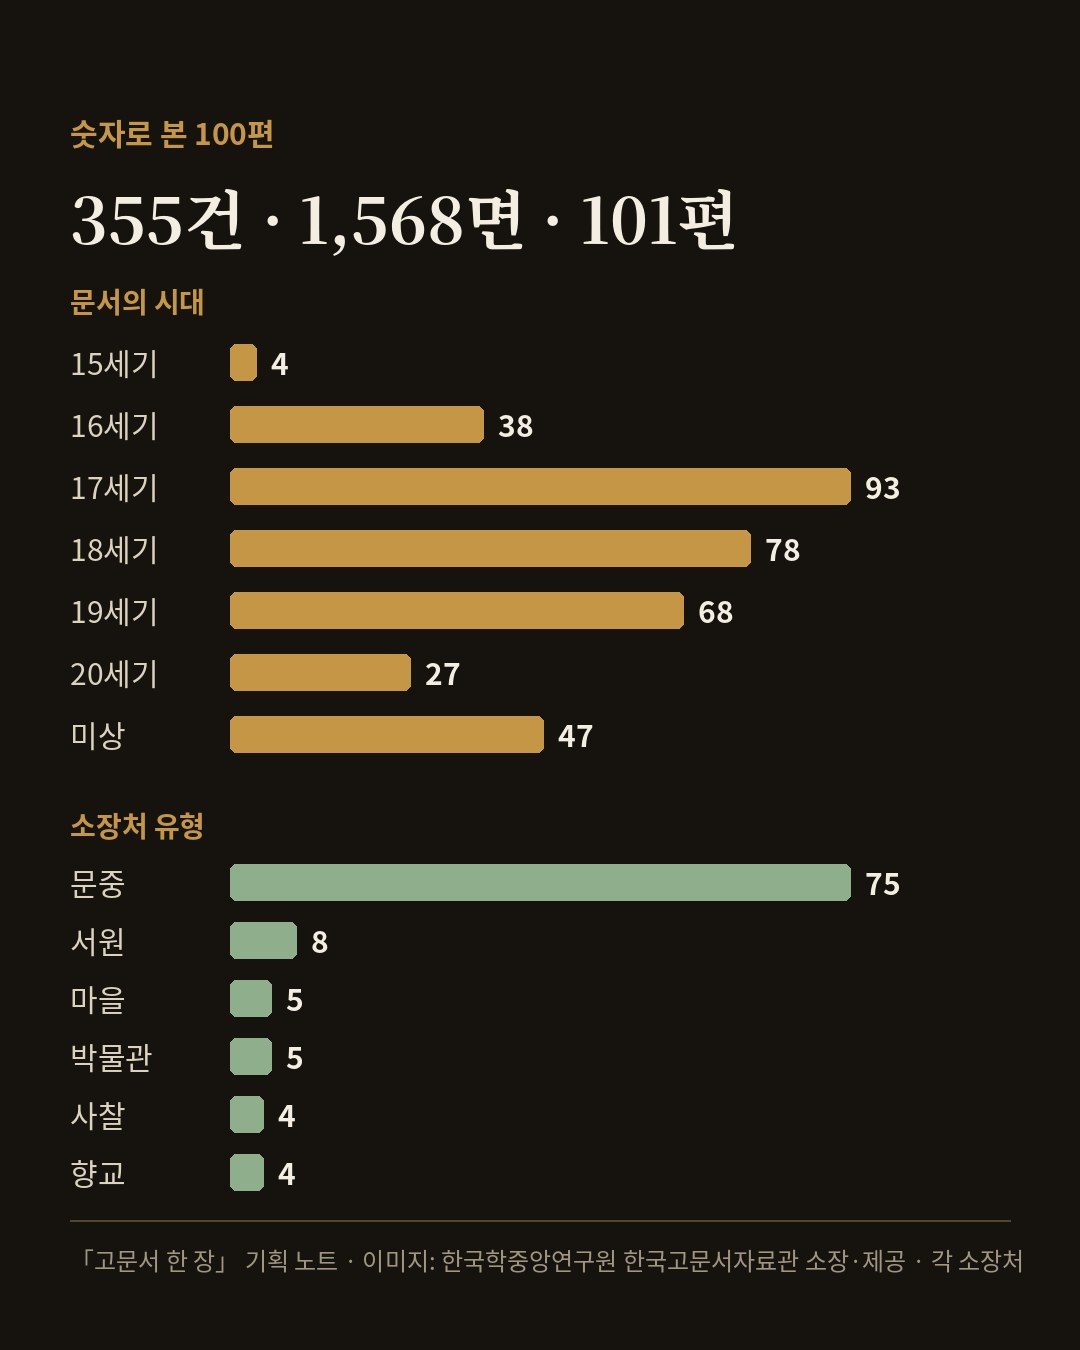 숫자로 본 100편
355건 · 1,568면 · 101편
문서의 시대
15세기 4
16세기 38
17세기 93
18세기 78
19세기 68
20세기 27
미상 47
소장처 유형
문중 75
서원 8
마을 5
박물관 5
사찰 4
향교 4
「고문서 한 장」 기획 노트 · 이미지: 한국학중앙연구원 한국고문서자료관 소장·제공 · 각 소장처